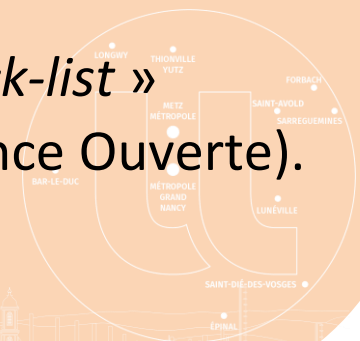 k-list »
nce Ouverte).
LONGWY
THIONVILLE
YUTZ
FORBACH
METZ
MÉTROPOLE
SAINT-AVOLD
SARREGUEMINES
BAR-LE-DUC
MÉTROPOLE
GRAND
NANCY
LUNÉVILLE
SAINT-DIÉ-DES-VOSGES
ÉPINAL